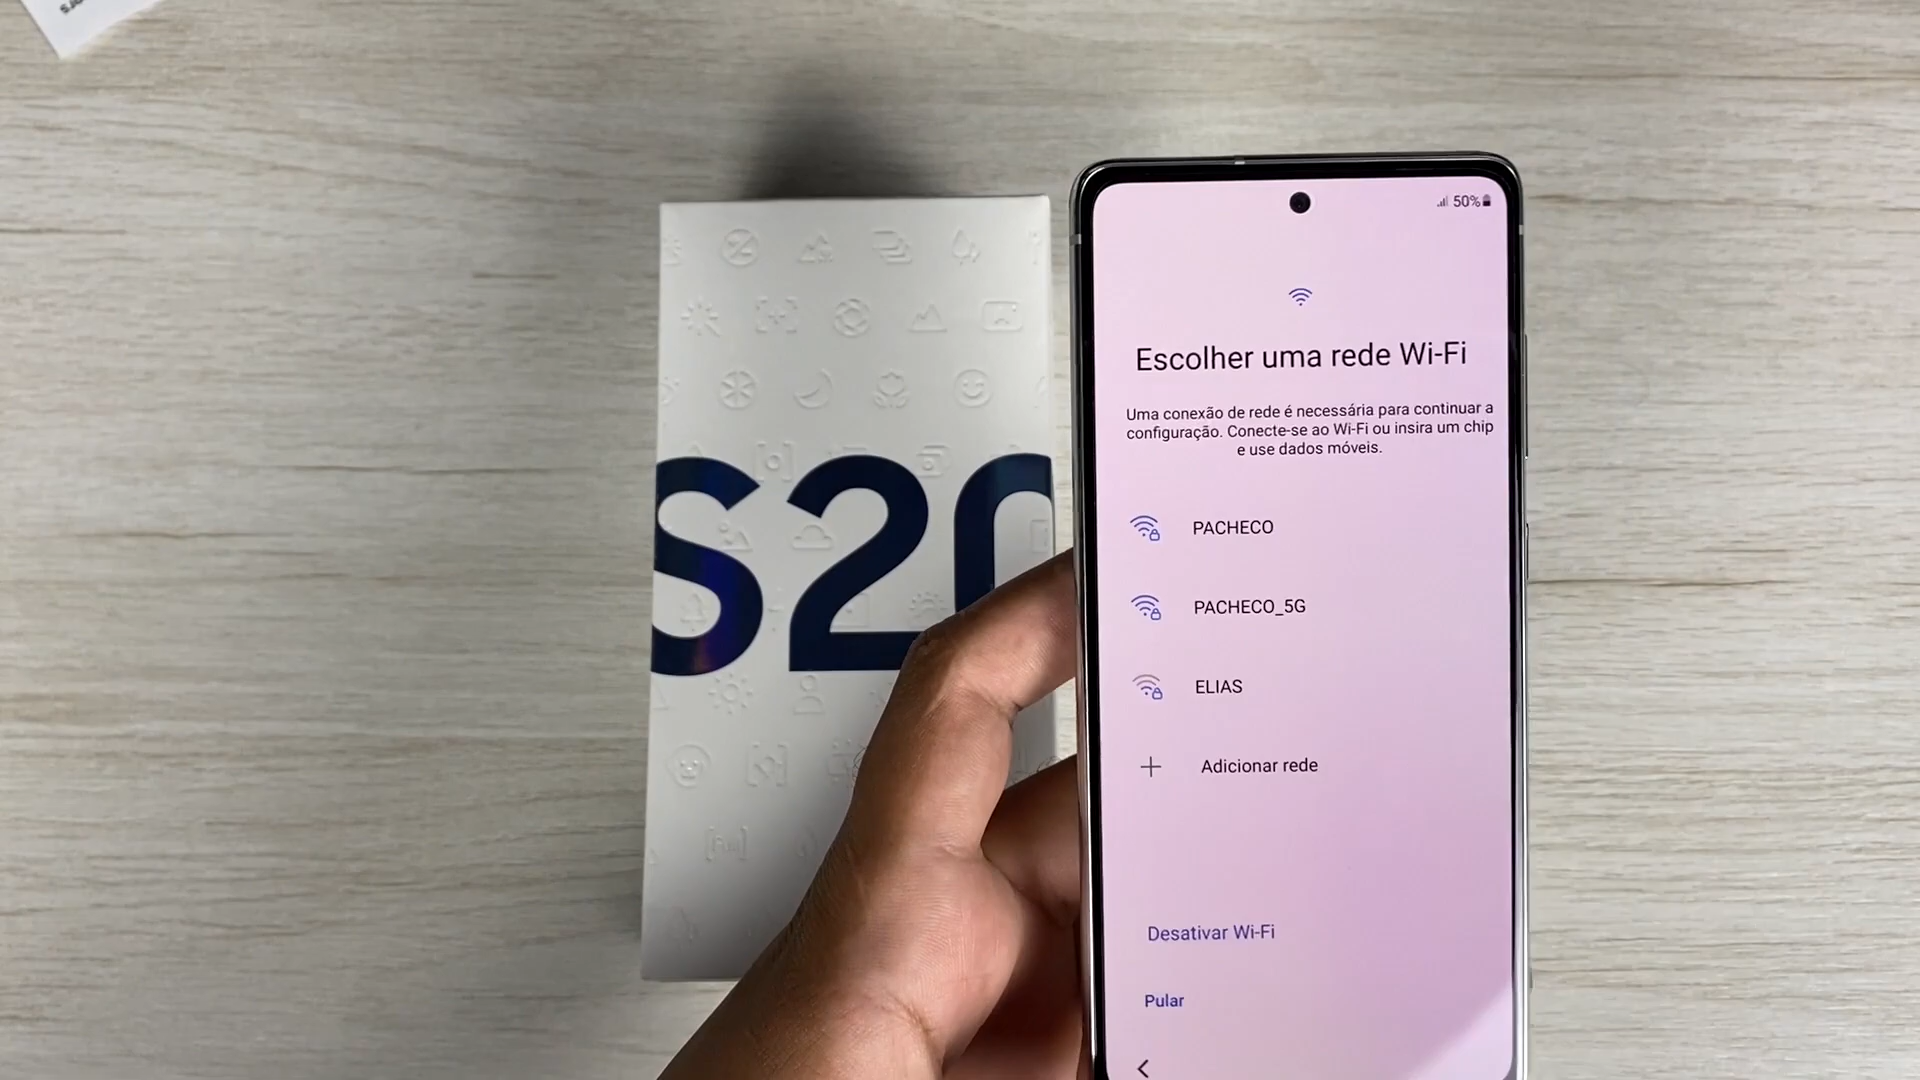 S20
50%
Escolher uma rede Wi-Fi
Uma conexão de rede é necessária para continuar a
configuração. Conecte-se ao Wi-Fi ou insira um chip
e use dados móveis.
PACHECO
PACHECO_5G
ELIAS
Adicionar rede
Desativar Wi-Fi
Pular